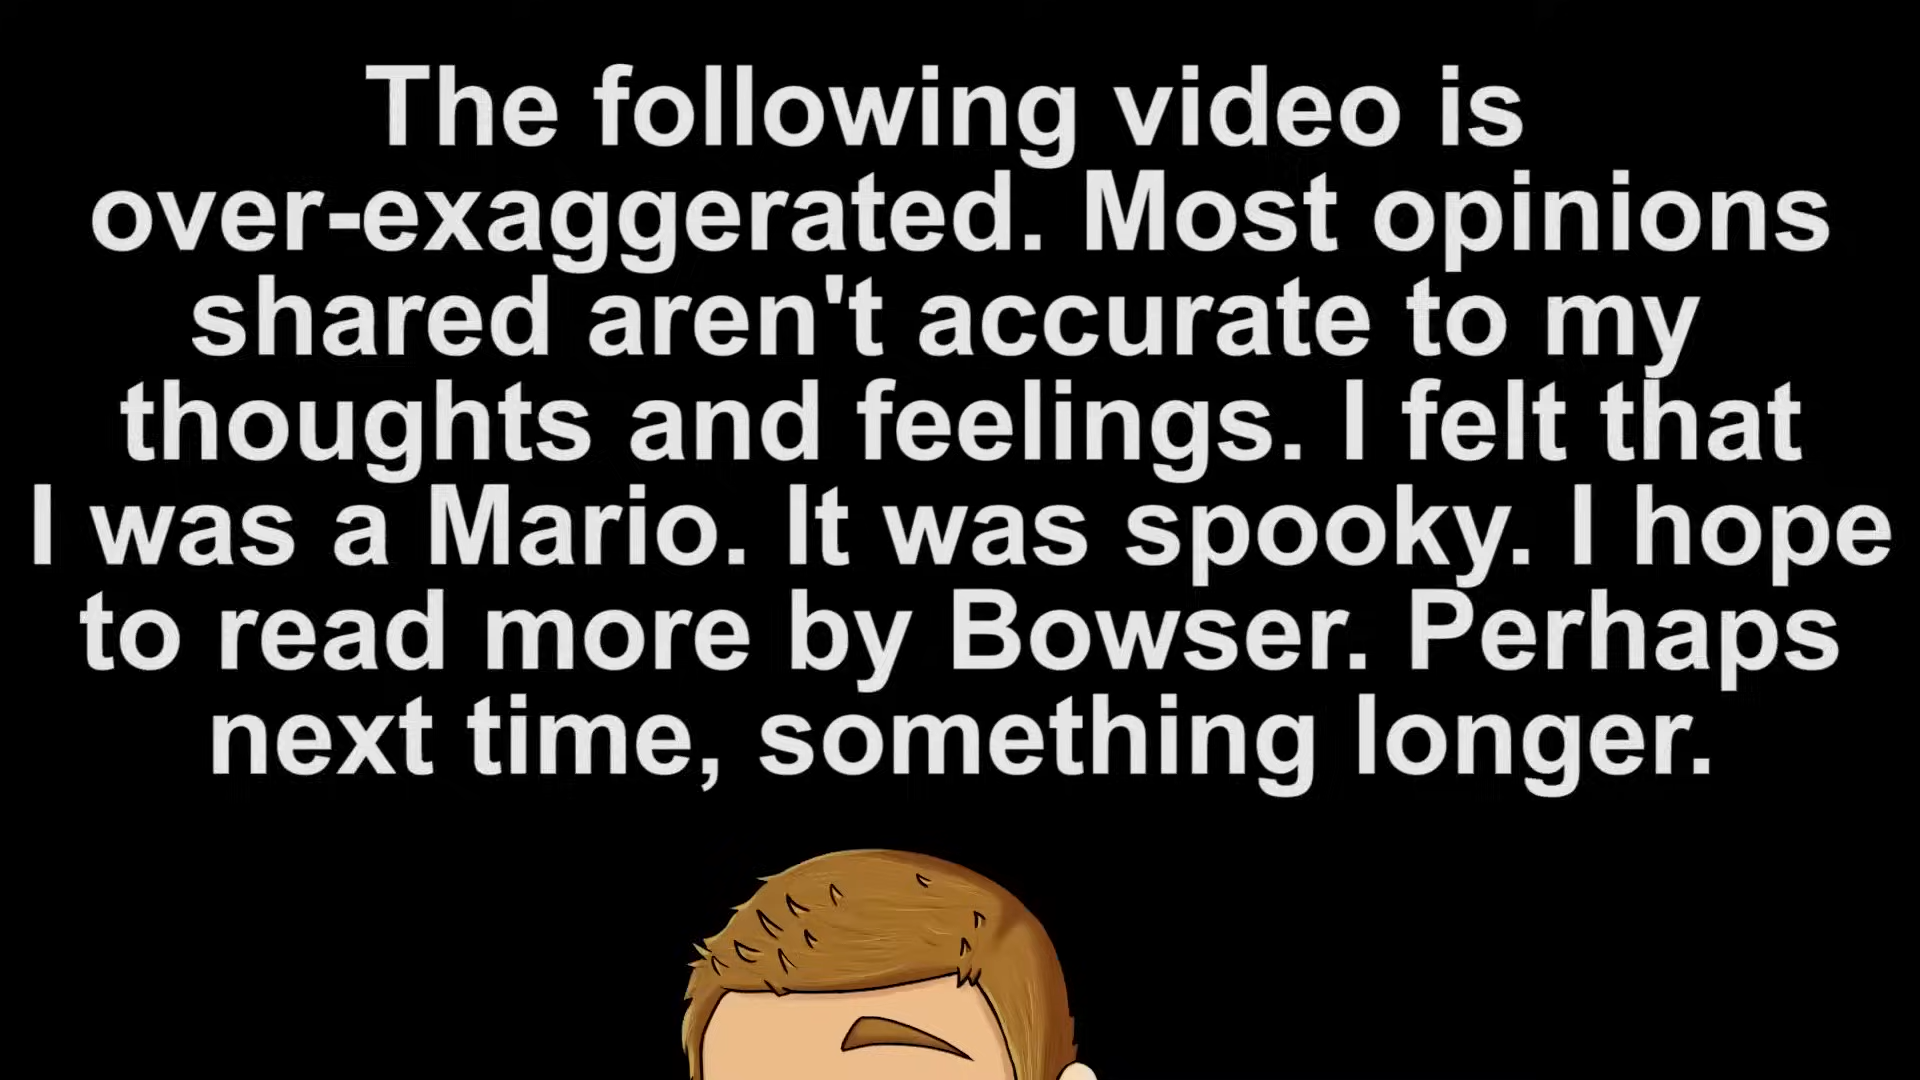 The following video is
over-exaggerated. Most opinions
shared aren't accurate to my
thoughts and feelings. I felt that
I was a Mario. It was spooky. I hope
to read more by Bowser. Perhaps
next time, something longer.